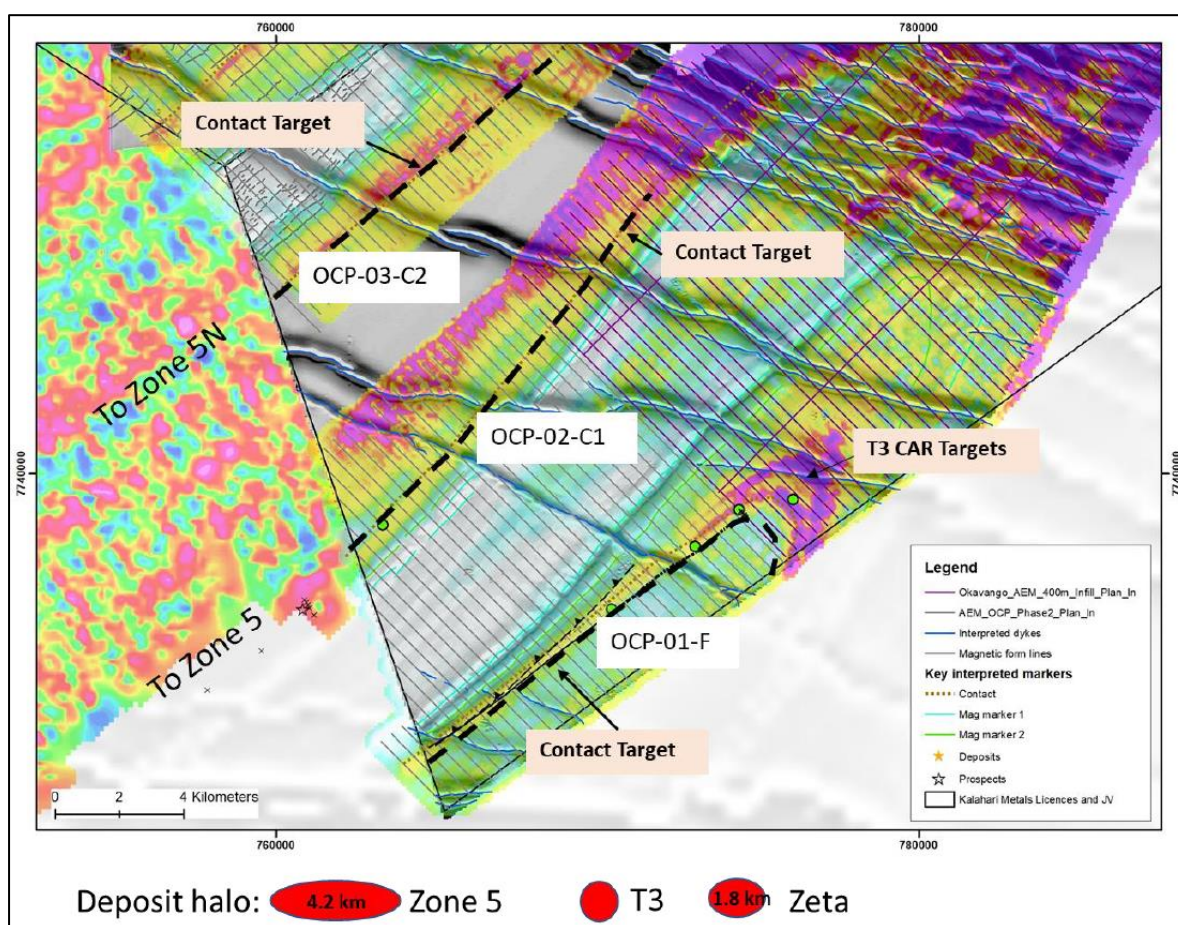 760000
780000
Contact Target
OCP-03-C2
Contact Target
To Zone 5N
OCP-02-C1
T3 CAR Targets
7740000
7740000
OCP-01-F
To Zone 5
Contact Target
0 2 4 Kilometers
Legend
Okavango_AEM_400m_Infill_Plan_ln
AEM_OCP_Phase2_Plan_ln
Interpreted dykes
Magnetic form lines
Key interpreted markers
Contact
Mag marker 1
Mag marker 2
Deposits
Prospects
Kalahari Metals Licences and JV
760000
780000
Deposit halo: 4.2 km Zone 5 T3 1.8 km Zeta